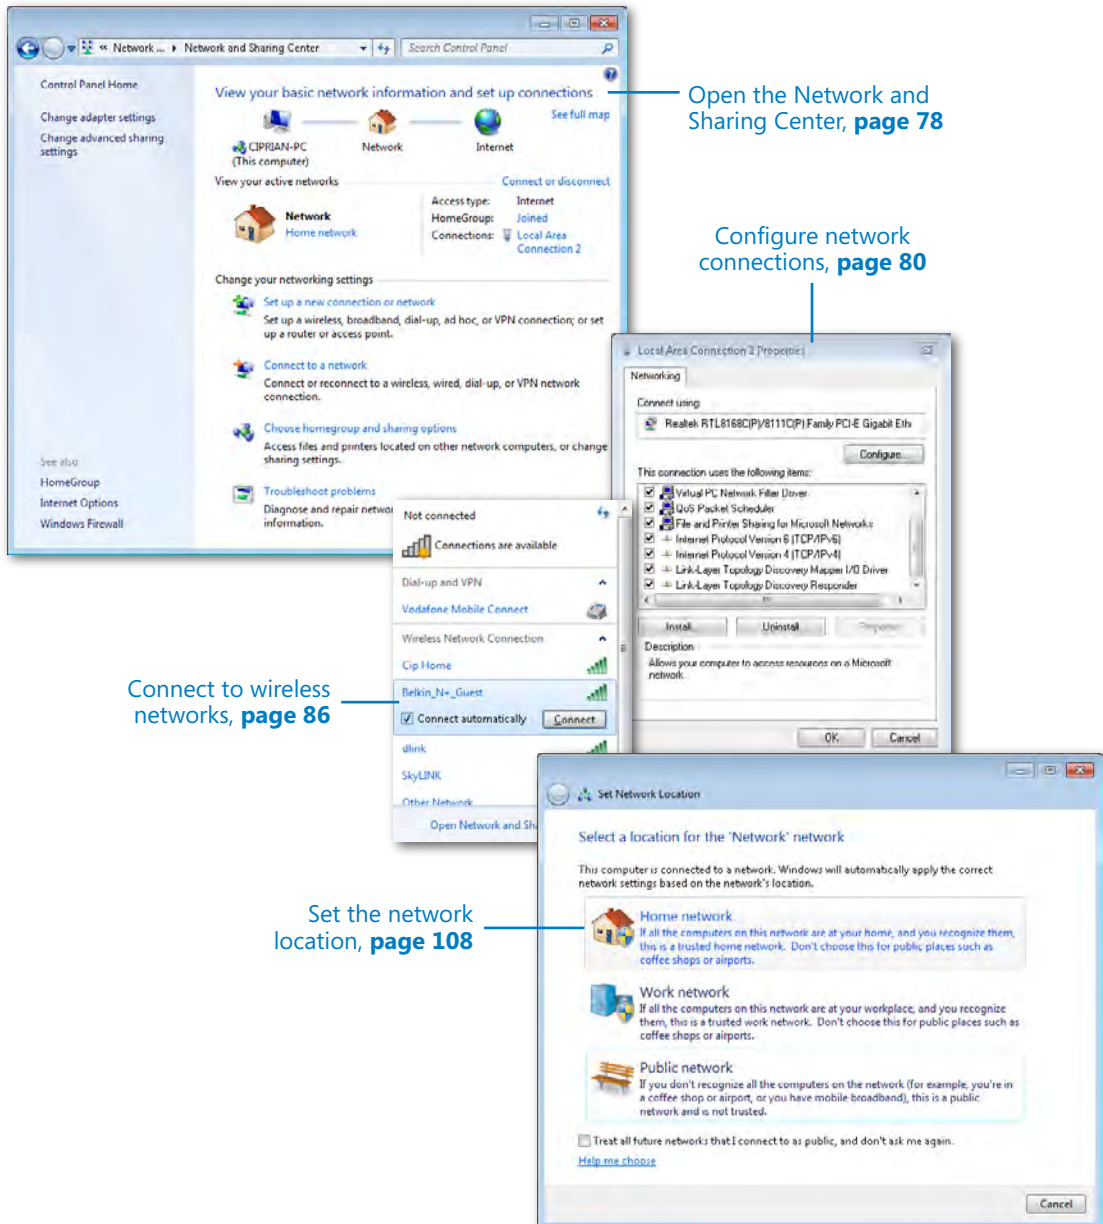 Network ... ▸ Network and Sharing Center
Search Control Panel
Control Panel Home
Change adapter settings
Change advanced sharing
settings
See also
HomeGroup
Internet Options
Windows Firewall
View your basic network information and set up connections
See full map
CIPRIAN-PC
(This computer)
Network
Internet
View your active networks
Connect or disconnect
Network
Home network
Access type: Internet
HomeGroup: Joined
Connections: Local Area
Connection 2
Change your networking settings
Set up a new connection or network
Set up a wireless, broadband, dial-up, ad hoc, or VPN connection; or set
up a router or access point.
Connect to a network
Connect or reconnect to a wireless, wired, dial-up, or VPN network
connection.
Choose homegroup and sharing options
Access files and printers located on other network computers, or change
sharing settings.
Troubleshoot problems
Diagnose and repair networ
information.
Open the Network and
Sharing Center, page 78
Configure network
connections, page 80
Local Area Connection 2 Properties
Networking
Connect using:
Realtek RTL8168C(P)/8111C(P) Family PCI-E Gigabit Eth
Configure...
This connection uses the following items:
Virtual PC Network Filter Driver
QoS Packet Scheduler
File and Printer Sharing for Microsoft Networks
Internet Protocol Version 6 (TCP/IPv6)
Internet Protocol Version 4 (TCP/IPv4)
Link-Layer Topology Discovery Mapper I/O Driver
Link-Layer Topology Discovery Responder
Install...
Uninstall
Properties
Description
Allows your computer to access resources on a Microsoft
network.
OK
Cancel
Not connected
Connections are available
Dial-up and VPN
Vodafone Mobile Connect
Wireless Network Connection
Cip Home
Belkin_N+_Guest
Connect automatically
Connect
dlink
SkyLINK
Other Network
Open Network and Sh
Connect to wireless
networks, page 86
Set Network Location
Select a location for the 'Network' network
This computer is connected to a network. Windows will automatically apply the correct
network settings based on the network's location.
Home network
If all the computers on this network are at your home, and you recognize them,
this is a trusted home network. Don't choose this for public places such as
coffee shops or airports.
Work network
If all the computers on this network are at your workplace, and you recognize
them, this is a trusted work network. Don't choose this for public places such as
coffee shops or airports.
Public network
If you don't recognize all the computers on the network (for example, you're in
a coffee shop or airport, or you have mobile broadband), this is a public
network and is not trusted.
Treat all future networks that I connect to as public, and don't ask me again.
Help me choose
Cancel
Set the network
location, page 108